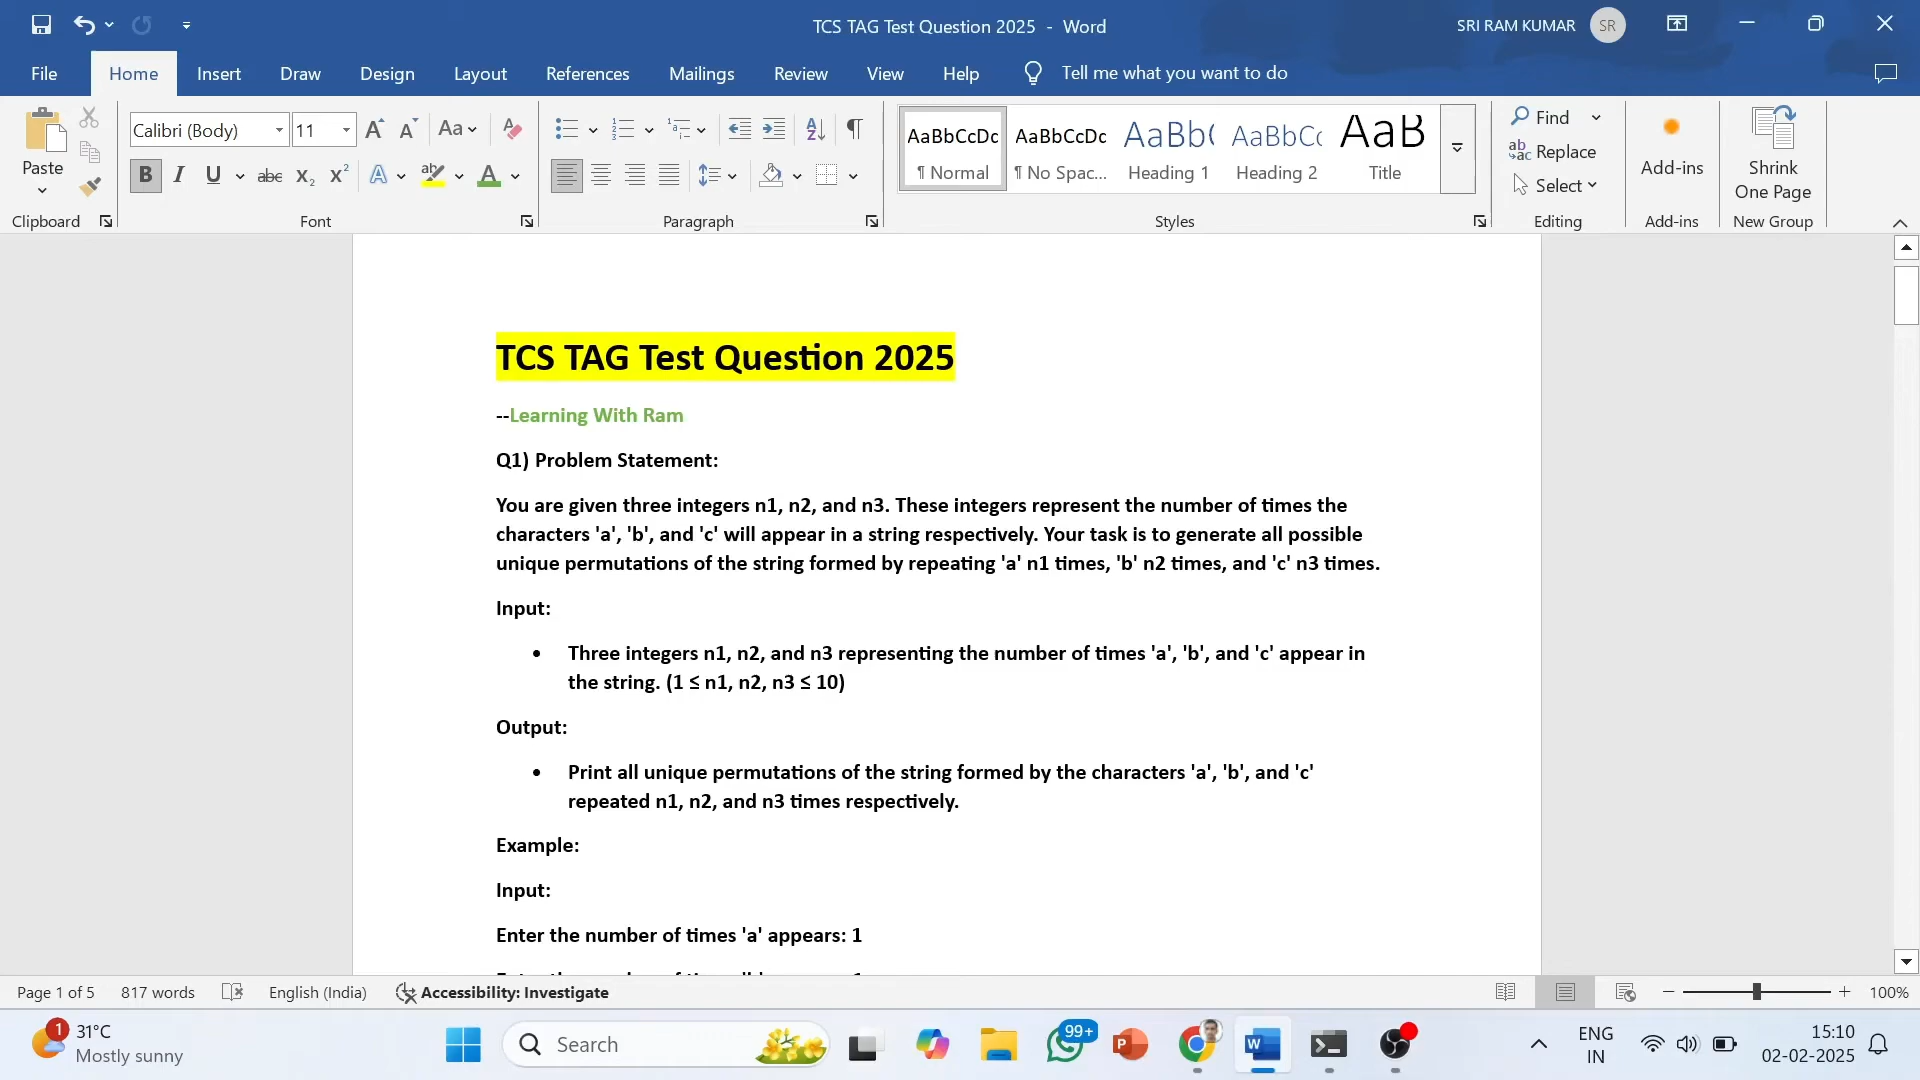 TCS TAG Test Question 2025 - Word
SRI RAM KUMAR
SR
File Home Insert Draw Design Layout References Mailings Review View Help Tell me what you want to do
Paste
Calibri (Body) 11
AaBbCcDc AaBbCcDc AaBb( AaBbCc AaB
¶ Normal ¶ No Spac... Heading 1 Heading 2 Title
Find
Replace
Select
Add-ins
Shrink
One Page
Clipboard Font Paragraph Styles Editing Add-ins New Group
TCS TAG Test Question 2025
--Learning With Ram
Q1) Problem Statement:
You are given three integers n1, n2, and n3. These integers represent the number of times the
characters 'a', 'b', and 'c' will appear in a string respectively. Your task is to generate all possible
unique permutations of the string formed by repeating 'a' n1 times, 'b' n2 times, and 'c' n3 times.
Input:
• Three integers n1, n2, and n3 representing the number of times 'a', 'b', and 'c' appear in
the string. (1 ≤ n1, n2, n3 ≤ 10)
Output:
• Print all unique permutations of the string formed by the characters 'a', 'b', and 'c'
repeated n1, n2, and n3 times respectively.
Example:
Input:
Enter the number of times 'a' appears: 1
Page 1 of 5 817 words English (India) Accessibility: Investigate 100%
1
31°C
Mostly sunny
Search
99+
ENG
IN
15:10
02-02-2025